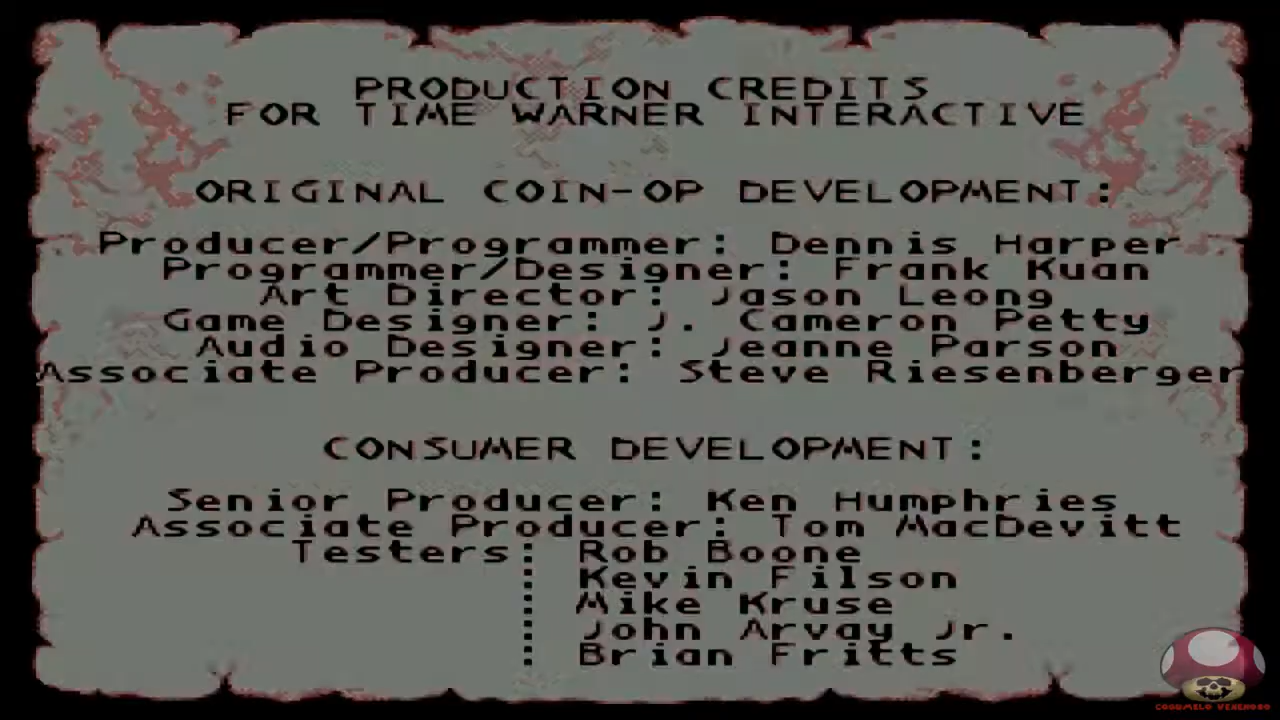 PRODUCTION CREDITS
FOR TIME WARNER INTERACTIVE
ORIGINAL COIN-OP DEVELOPMENT:
Producer/Programmer: Dennis Harper
Programmer/Designer: Frank Kuan
Art Director: Jason Leong
Game Designer: J. Cameron Petty
Audio Designer: Jeanne Parson
Associate Producer: Steve Riesenberger
CONSUMER DEVELOPMENT:
Senior Producer: Ken Humphries
Associate Producer: Tom MacDevitt
Testers: Rob Boone
: Kevin Filson
: Mike Kruse
: John Arvay Jr.
: Brian Fritts
COGUMELO VENENOSO